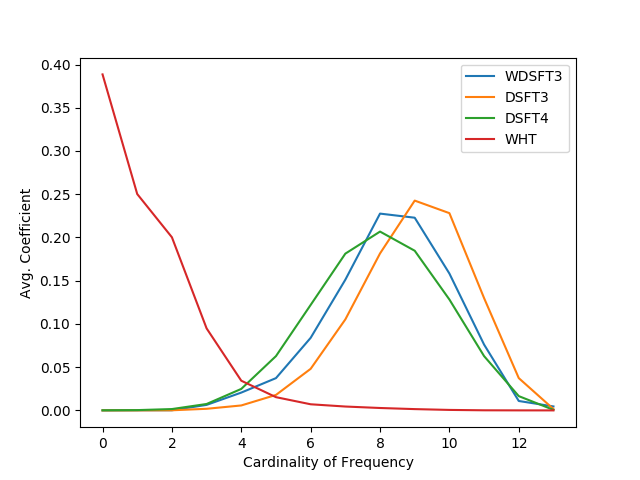 0.40
0.35
0.30
0.25
0.20
0.15
0.10
0.05
0.00
Avg. Coefficient
WDSFT3
DSFT3
DSFT4
WHT
0 2 4 6 8 10 12
Cardinality of Frequency